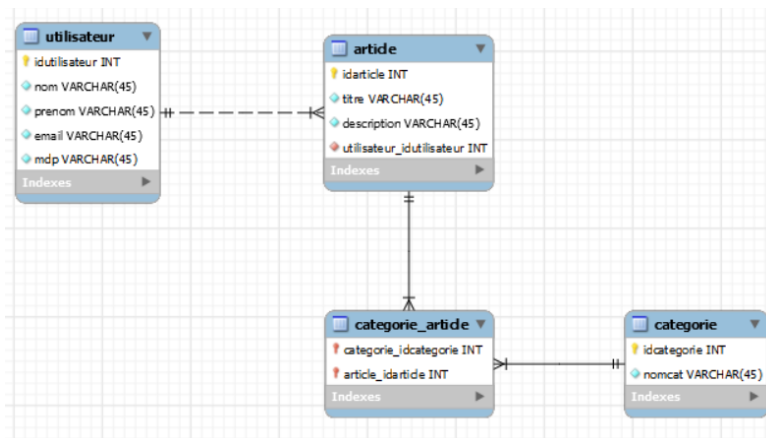 utilisateur
idutilisateur INT
nom VARCHAR(45)
prenom VARCHAR(45)
email VARCHAR(45)
mdp VARCHAR(45)
Indexes
article
idarticle INT
titre VARCHAR(45)
description VARCHAR(45)
utilisateur_idutilisateur INT
Indexes
categorie_article
categorie_idcategorie INT
article_idarticle INT
Indexes
categorie
idcategorie INT
nomcat VARCHAR(45)
Indexes